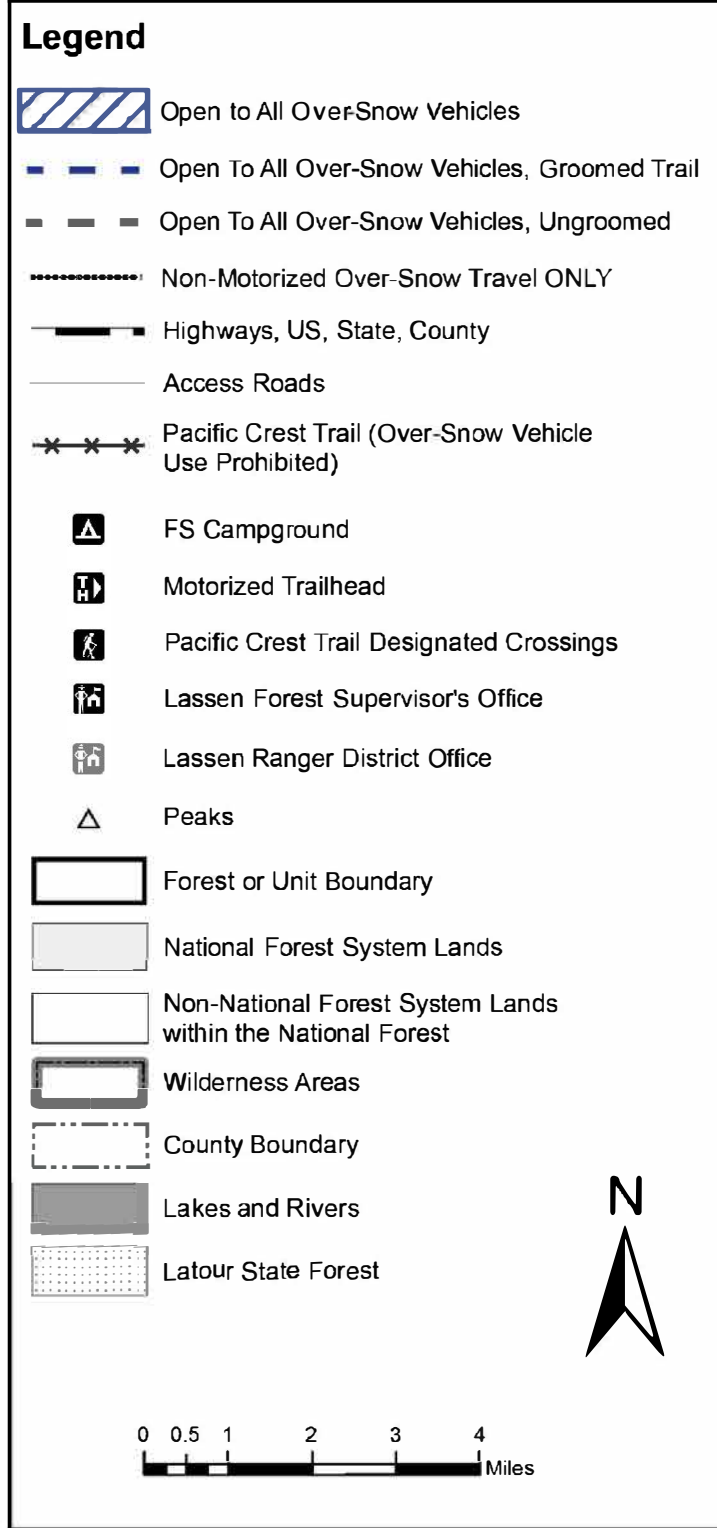 Legend
Open to All Over-Snow Vehicles
Open To All Over-Snow Vehicles, Groomed Trail
Open To All Over-Snow Vehicles, Ungroomed
Non-Motorized Over-Snow Travel ONLY
Highways, US, State, County
Access Roads
Pacific Crest Trail (Over-Snow Vehicle
Use Prohibited)
FS Campground
TH
Motorized Trailhead
Pacific Crest Trail Designated Crossings
Lassen Forest Supervisor's Office
Lassen Ranger District Office
Peaks
Forest or Unit Boundary
National Forest System Lands
Non-National Forest System Lands
within the National Forest
Wilderness Areas
County Boundary
Lakes and Rivers
Latour State Forest
N
0 0.5 1 2 3 4
Miles